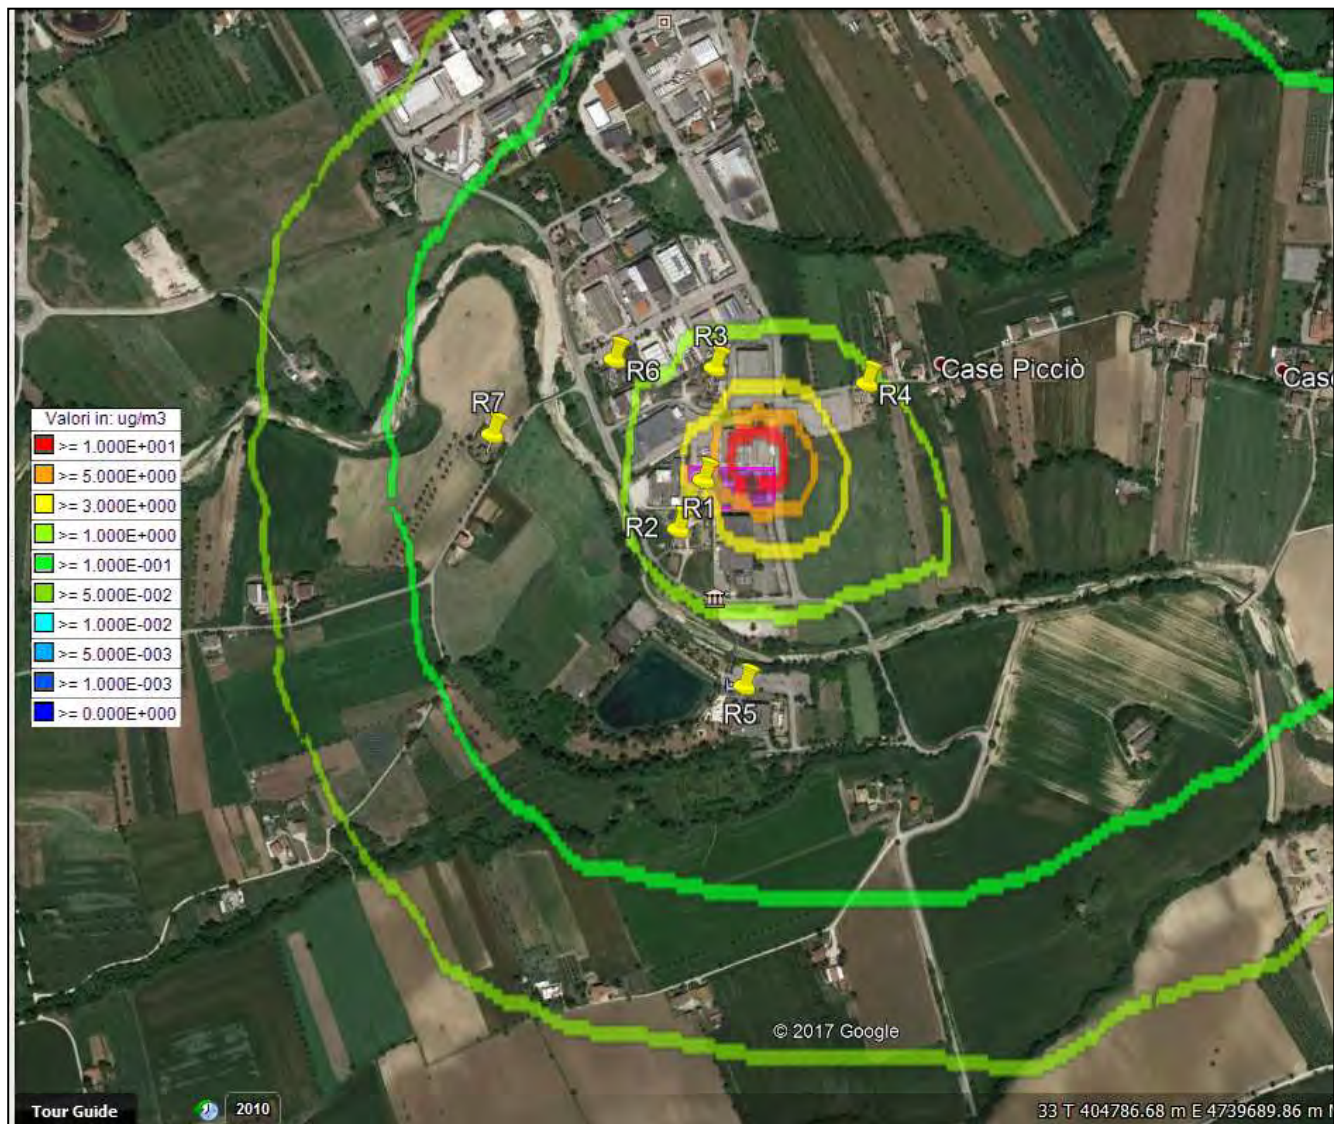 R3
R6
R4
Case Picciò
Cas
R7
Valori in: ug/m3
>= 1.000E+001
>= 5.000E+000
>= 3.000E+000
>= 1.000E+000
>= 1.000E-001
>= 5.000E-002
>= 1.000E-002
>= 5.000E-003
>= 1.000E-003
>= 0.000E+000
R1
R2
R5
© 2017 Google
Tour Guide
2010
33 T 404786.68 m E 4739689.86 m N